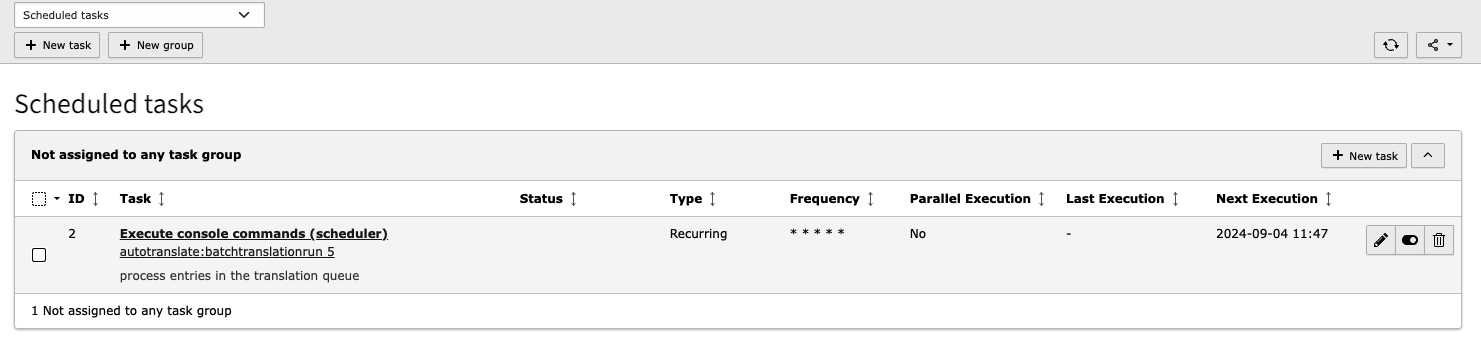 Scheduled tasks
+ New task + New group
Scheduled tasks
Not assigned to any task group + New task
ID Task Status Type Frequency Parallel Execution Last Execution Next Execution
2 Execute console commands (scheduler) Recurring * * * * * No - 2024-09-04 11:47
autotranslate:batchtranslationrun 5
process entries in the translation queue
1 Not assigned to any task group